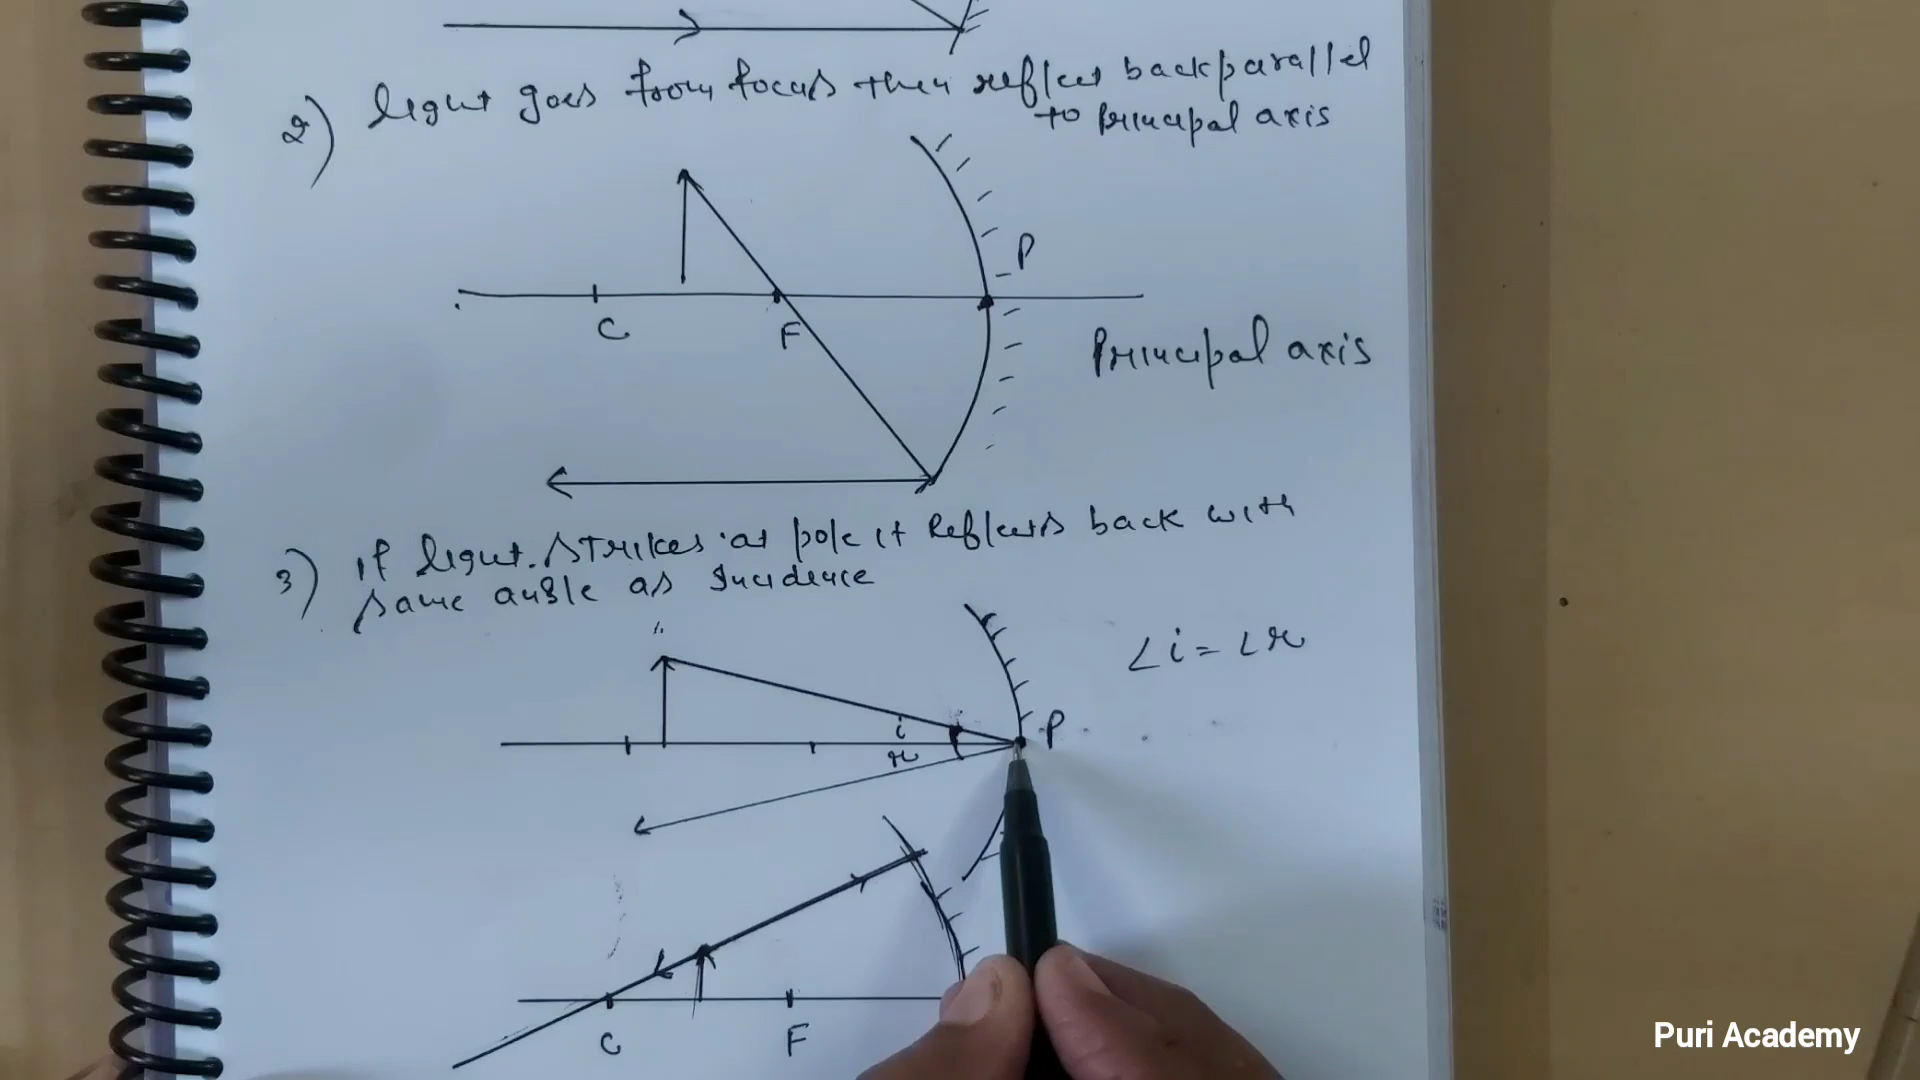 2) light goes from focus then reflect back parallel
to principal axis
P
C
F
Principal axis
3) If light strikes at pole it Reflects back with
same angle as Incidence
∠i = ∠r
i
P
r
C
F
Puri Academy